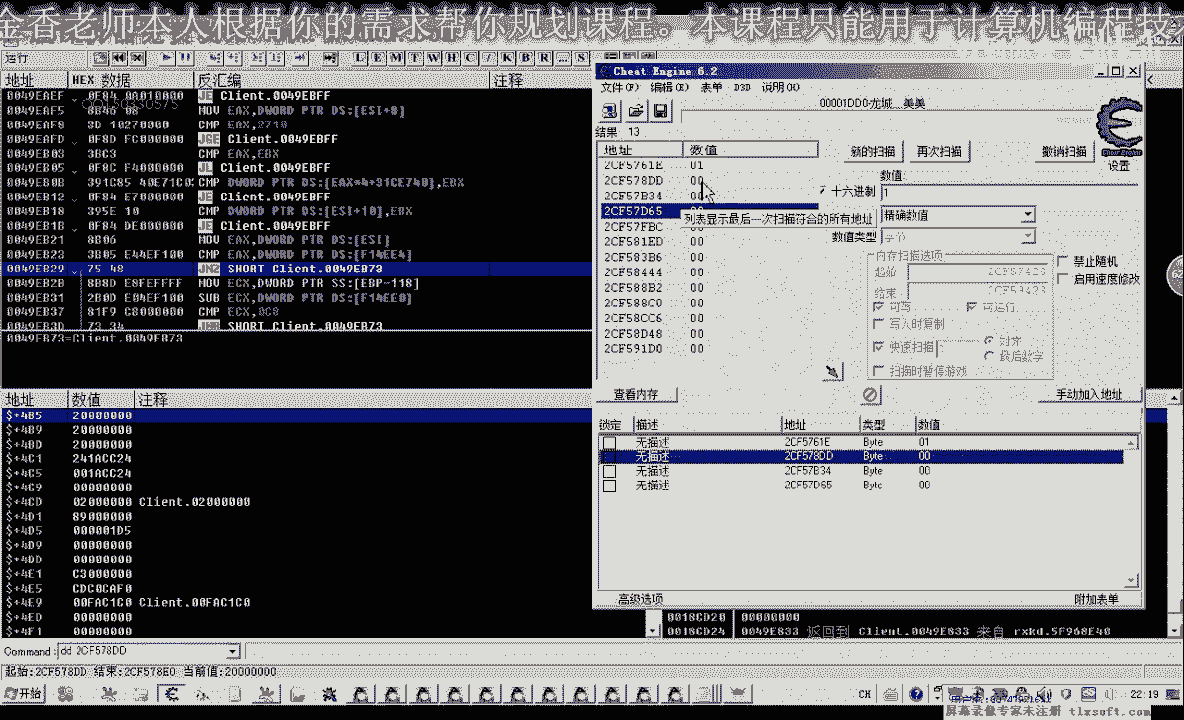 金香老师本人根据你的需求帮你规划课程。本课程只能用于计算机编程技
运行
L E M T W H C / K B R ... S
地址 HEX 数据 反汇编 注释
0049EAEF 0F84 0A010000 JE Client.0049EBFF
0049EAF5 8B46 08 MOV EAX,DWORD PTR DS:[ESI+8]
0049EAF8 3D 10270000 CMP EAX,2710
0049EAFD 0F8D FC000000 JGE Client.0049EBFF
0049EB03 3BC3 CMP EAX,EBX
0049EB05 0F8C F4000000 JL Client.0049EBFF
0049EB0B 391C85 40E71C0 CMP DWORD PTR DS:[EAX*4+31CE740],EBX
0049EB12 0F84 E7000000 JE Client.0049EBFF
0049EB18 395E 10 CMP DWORD PTR DS:[ESI+10],EBX
0049EB1B 0F84 DE000000 JE Client.0049EBFF
0049EB21 8B06 MOV EAX,DWORD PTR DS:[ESI]
0049EB23 3B05 E44EF100 CMP EAX,DWORD PTR DS:[F14EE4]
0049EB29 75 48 JNZ SHORT Client.0049EB73
0049EB2B 8B8D E8FEFFFF MOV ECX,DWORD PTR SS:[EBP-118]
0049EB31 2B0D E04EF100 SUB ECX,DWORD PTR DS:[F14EE0]
0049EB37 81F9 C8000000 CMP ECX,0C8
0049EB3D 73 34 SHORT Client.0049EB73
0049EB73=Client.0049EB73
地址 数值 注释
$+4B5 20000000
$+4B9 20000000
$+4BD 20000000
$+4C1 241ACC24
$+4C5 001ACC24
$+4C9 00000000
$+4CD 02000000 Client.02000000
$+4D1 89000000
$+4D5 000001D5
$+4D9 00000000
$+4DD 00000000
$+4E1 C3000000
$+4E5 CDC0CAF0
$+4E9 00FAC1C0 Client.00FAC1C0
$+4ED 00000000
$+4F1 00000000
Cheat Engine 6.2
文件(F) 编辑(E) 表单 D3D 说明(H)
00001DD0-龙城__美美
结果 13
地址 数值
2CF5761E 01
2CF578DD 00
2CF57B34 00
2CF57D65
2CF57FBC
2CF581ED 00
2CF583B6 00
2CF58444 00
2CF588B2 00
2CF588C0 00
2CF58CC6 00
2CF58D48 00
2CF591D0 00
列表显示最后一次扫描符合的所有地址
新的扫描 再次扫描 撤销扫描
Cheat Engine
设置
数值:
十六进制 1
精确数值
数值类型 字节
内存扫描选项
起始 2CF57423
结束 2CF59423
可写 可运行
写入时复制
快速扫描 对齐
最后数字
扫描时暂停游戏
禁止随机
启用速度修改
查看内存 手动加入地址
锁定 描述 地址 类型 数值
无描述 2CF5761E Byte 01
无描述 2CF578DD Byte 00
无描述 2CF57B34 Byte 00
无描述 2CF57D65 Byte 00
高级选项 附加表单
0018CD20 00000000
0018CD24 0049E833 返回到 Client.0049E833 来自 rxkd.5F968E40
Command: dd 2CF578DD
起始:2CF578DD 结束:2CF578E0 当前值:20000000
开始 CH 22:19
屏幕录像专家未注册 tlxsoft.com